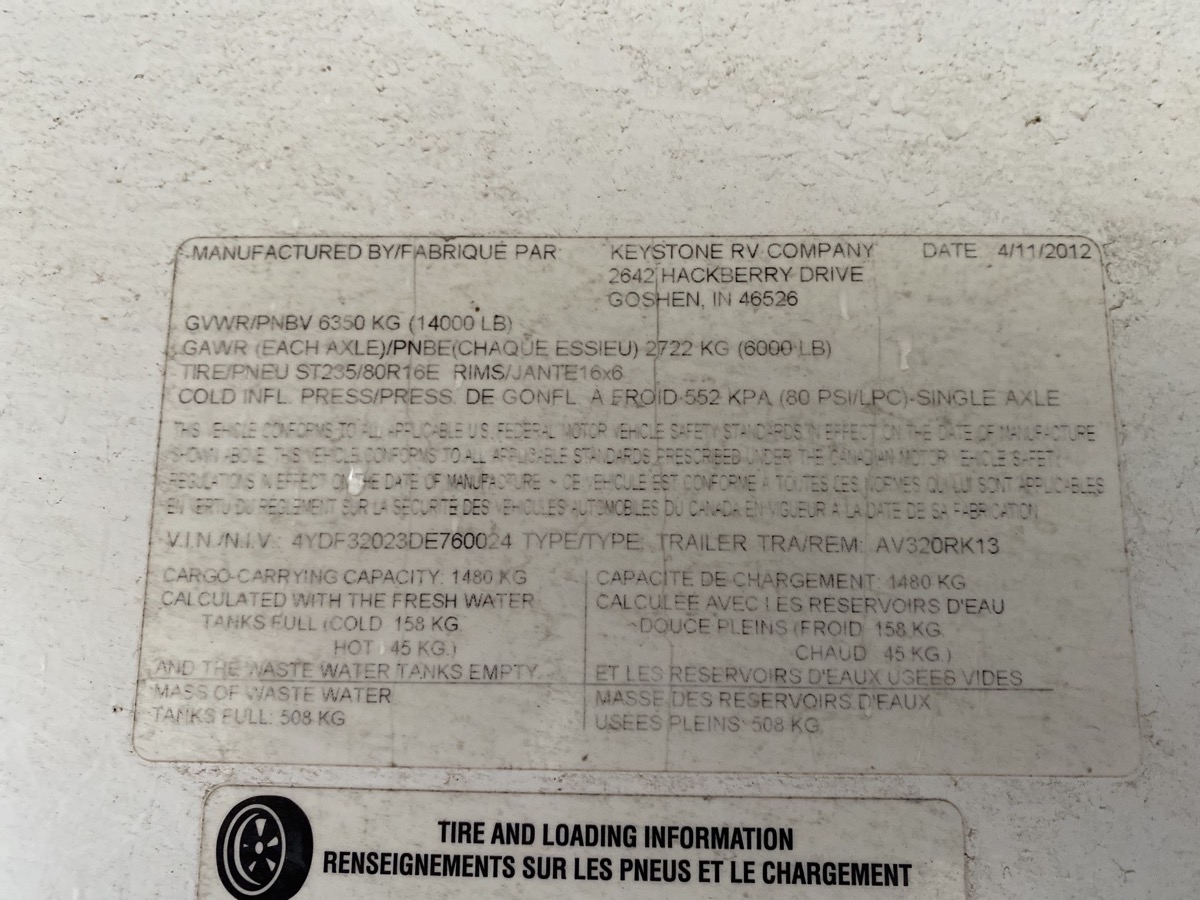 MANUFACTURED BY/FABRIQUÉ PAR KEYSTONE RV COMPANY DATE 4/11/2012
2642 HACKBERRY DRIVE
GOSHEN, IN 46526
GVWR/PNBV 6350 KG (14000 LB)
GAWR (EACH AXLE)/PNBE(CHAQUE ESSIEU) 2722 KG (6000 LB)
TIRE/PNEU ST235/80R16E RIMS/JANTE16x6
COLD INFL. PRESS/PRESS. DE GONFL A FROID 552 KPA (80 PSI/LPC)-SINGLE AXLE
THIS VEHICLE CONFORMS TO ALL APPLICABLE U.S. FEDERAL MOTOR VEHICLE SAFETY STANDARDS IN EFFECT ON THE DATE OF MANUFACTURE
SHOWN ABOVE THIS VEHICLE CONFORMS TO ALL APPLICABLE STANDARDS PRESCRIBED UNDER THE CANADIAN MOTOR VEHICLE SAFETY
REGULATIONS IN EFFECT ON THE DATE OF MANUFACTURE ~ CE VEHICULE EST CONFORME A TOUTES LES NORMES QUI LUI SONT APPLICABLES
EN VERTU DU REGLEMENT SUR LA SECURITE DES VEHICULES AUTOMOBILES DU CANADA EN VIGUEUR A LA DATE DE SA FABRICATION
V.I.N./N.I.V.: 4YDF32023DE760024 TYPE/TYPE: TRAILER TRA/REM: AV320RK13
CARGO-CARRYING CAPACITY: 1480 KG
CALCULATED WITH THE FRESH WATER
TANKS FULL (COLD 158 KG
HOT 45 KG.)
AND THE WASTE WATER TANKS EMPTY
MASS OF WASTE WATER
TANKS FULL: 508 KG
CAPACITE DE CHARGEMENT: 1480 KG
CALCULEE AVEC LES RESERVOIRS D'EAU
DOUCE PLEINS (FROID 158 KG
CHAUD 45 KG.)
ET LES RESERVOIRS D'EAUX USEES VIDES
MASSE DES RESERVOIRS D'EAUX
USEES PLEINS: 508 KG
TIRE AND LOADING INFORMATION
RENSEIGNEMENTS SUR LES PNEUS ET LE CHARGEMENT